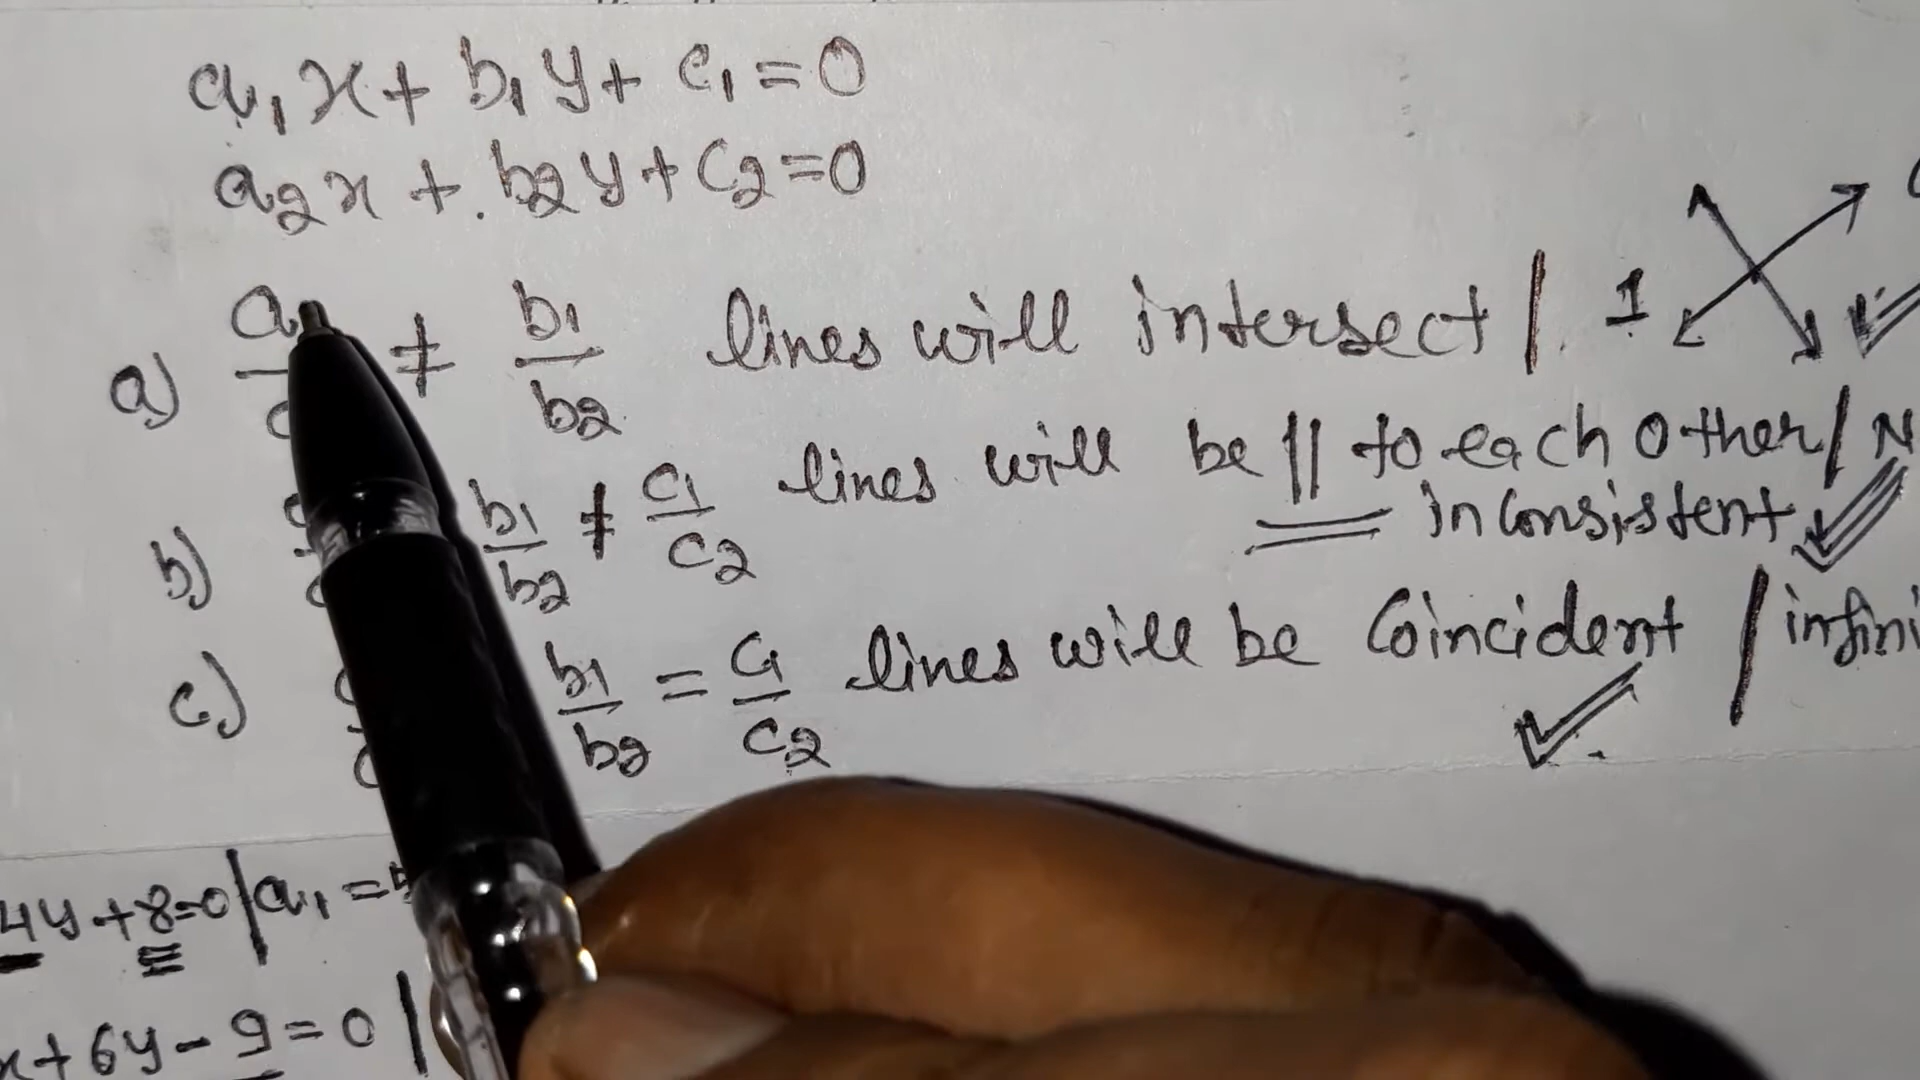 a₁x + b₁y + c₁ = 0
a₂x + b₂y + c₂ = 0
a) a ≠ b₁/b₂ lines will intersect / 1
b) b₁/b₂ ≠ c₁/c₂ lines will be || to each other / N
inconsistent
c) b₁/b₂ = c₁/c₂ lines will be Coincident / infini
4y + 8 = 0 | a₁ =
x + 6y - 9 = 0 |